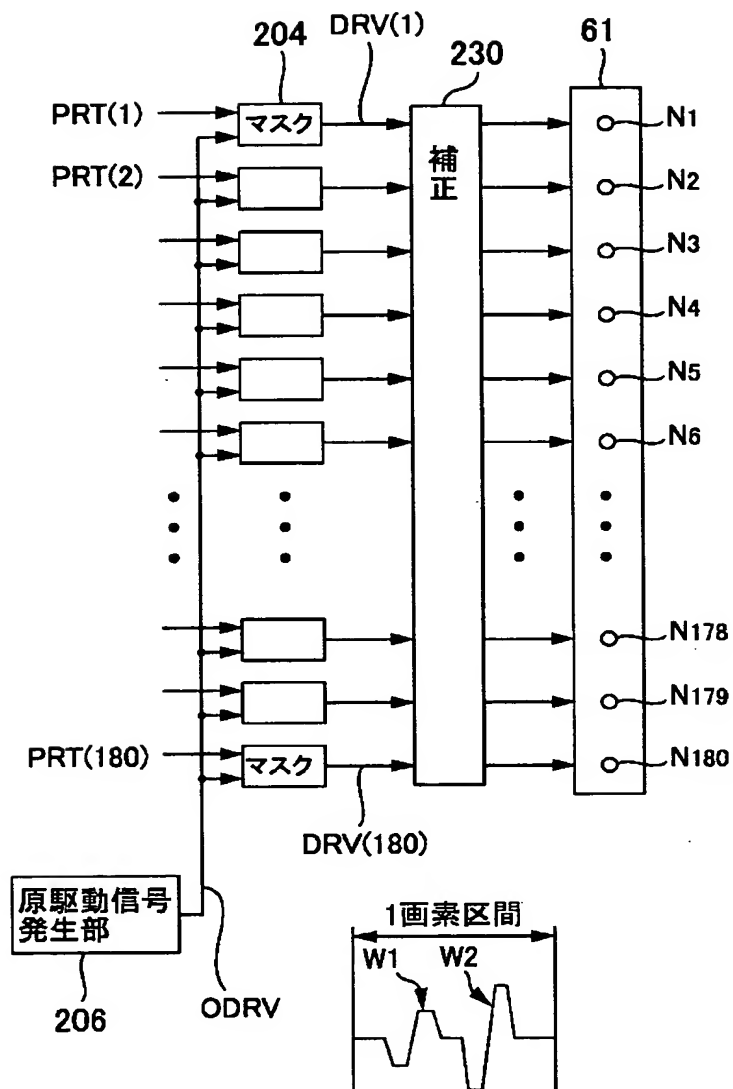 204
DRV(1)
230
61
PRT(1)
マスク
N1
PRT(2)
補正
N2
N3
N4
N5
N6
N178
N179
PRT(180)
マスク
N180
DRV(180)
原駆動信号
発生部
206
ODRV
1画素区間
W1
W2